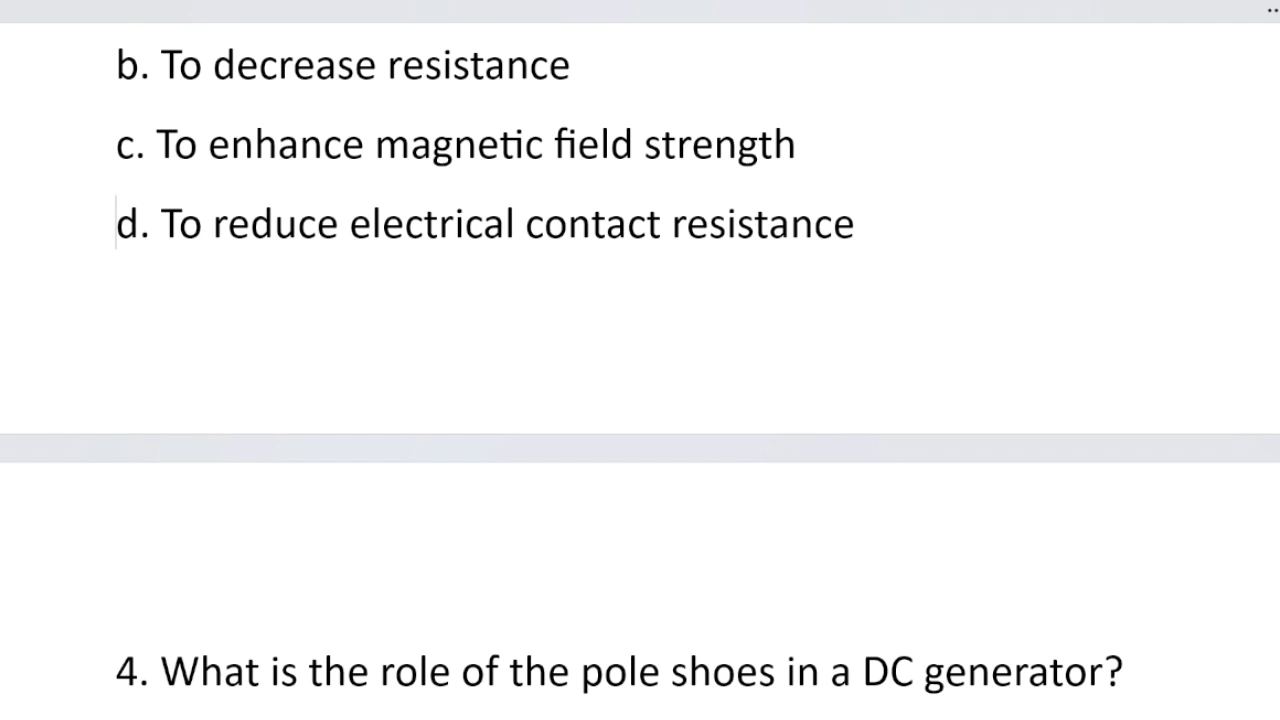 b. To decrease resistance
c. To enhance magnetic field strength
d. To reduce electrical contact resistance
4. What is the role of the pole shoes in a DC generator?